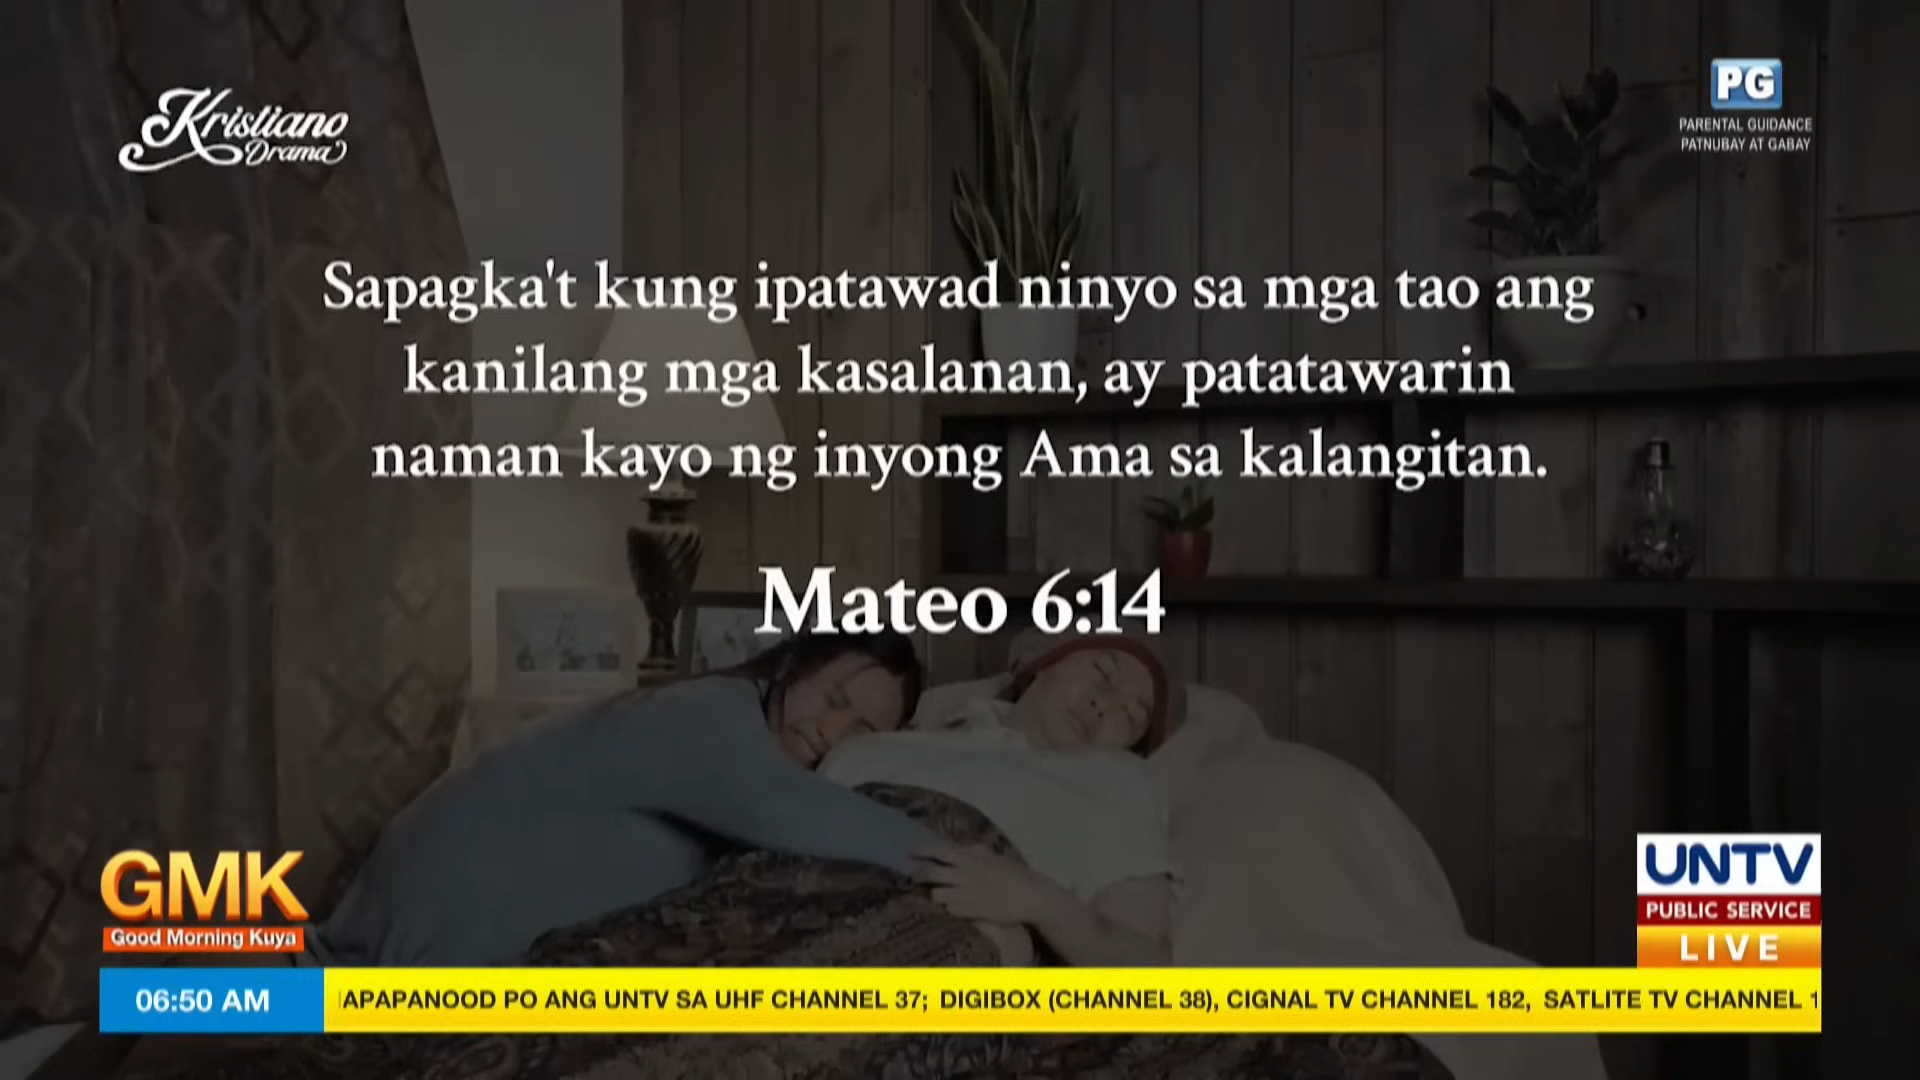 Kristiano
Drama
PG
PARENTAL GUIDANCE
PATNUBAY AT GABAY
Sapagka't kung ipatawad ninyo sa mga tao ang
kanilang mga kasalanan, ay patatawarin
naman kayo ng inyong Ama sa kalangitan.
Mateo 6:14
GMK
Good Morning Kuya
UNTV
PUBLIC SERVICE
LIVE
06:50 AM
APAPANOOD PO ANG UNTV SA UHF CHANNEL 37; DIGIBOX (CHANNEL 38), CIGNAL TV CHANNEL 182, SATLITE TV CHANNEL 1